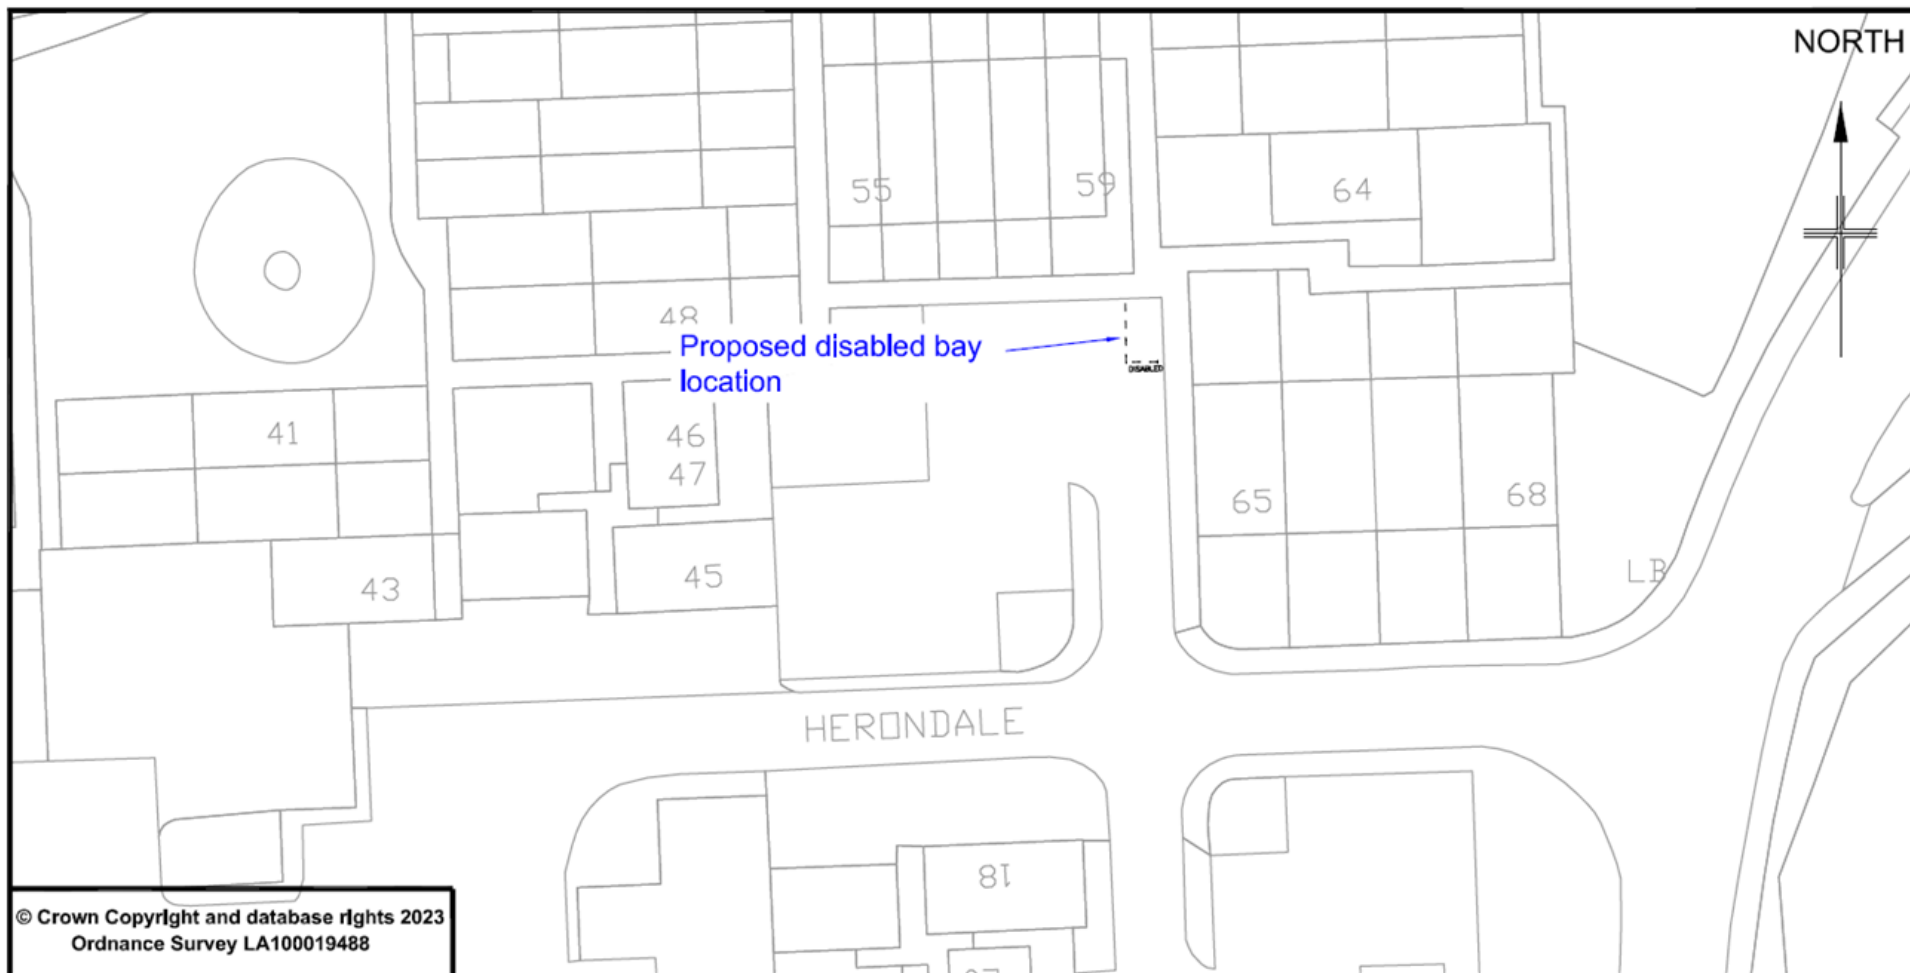 NORTH
55
59
64
48
Proposed disabled bay
location
DISABLED
41
46
47
65
68
43
45
LB
HERONDALE
18
© Crown Copyright and database rights 2023
Ordnance Survey LA100019488